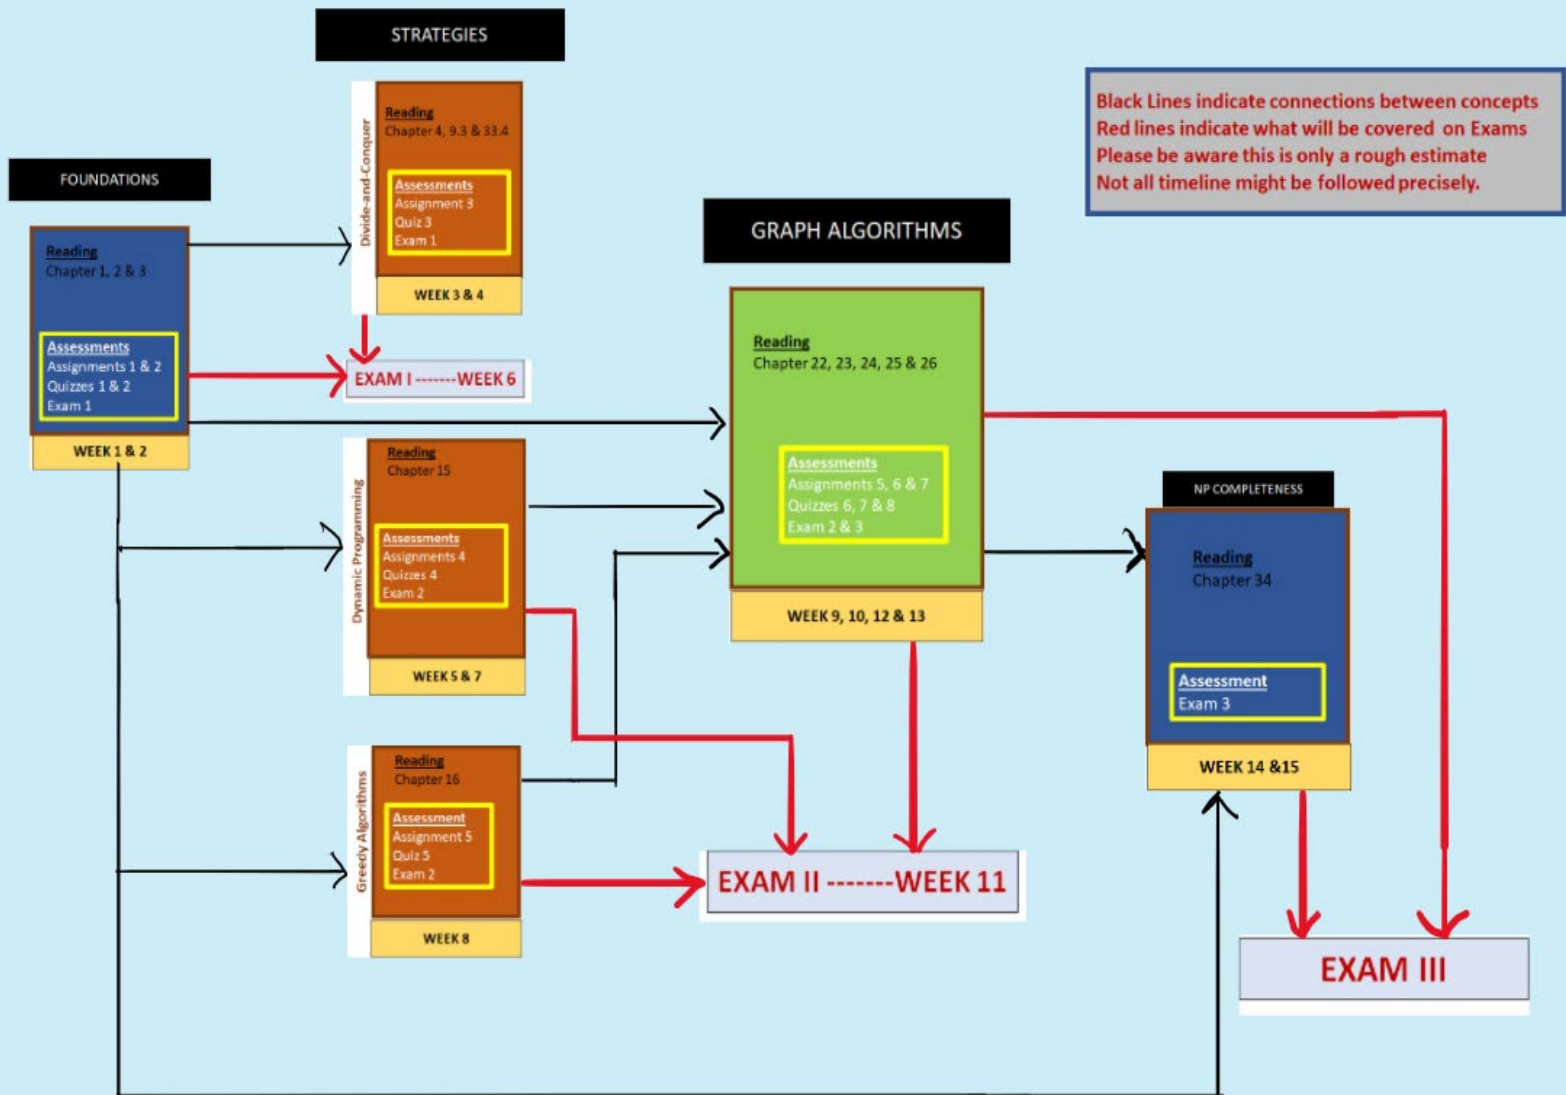 STRATEGIES
Black Lines indicate connections between concepts
Red lines indicate what will be covered on Exams
Please be aware this is only a rough estimate
Not all timeline might be followed precisely.
FOUNDATIONS
Reading
Chapter 1, 2 & 3
Assessments
Assignments 1 & 2
Quizzes 1 & 2
Exam 1
WEEK 1 & 2
Divide-and-Conquer
Reading
Chapter 4, 9.3 & 33.4
Assessments
Assignment 3
Quiz 3
Exam 1
WEEK 3 & 4
EXAM I -------WEEK 6
Dynamic Programming
Reading
Chapter 15
Assessments
Assignments 4
Quizzes 4
Exam 2
WEEK 5 & 7
Greedy Algorithms
Reading
Chapter 16
Assessment
Assignment 5
Quiz 5
Exam 2
WEEK 8
GRAPH ALGORITHMS
Reading
Chapter 22, 23, 24, 25 & 26
Assessments
Assignments 5, 6 & 7
Quizzes 6, 7 & 8
Exam 2 & 3
WEEK 9, 10, 12 & 13
EXAM II -------WEEK 11
NP COMPLETENESS
Reading
Chapter 34
Assessment
Exam 3
WEEK 14 &15
EXAM III